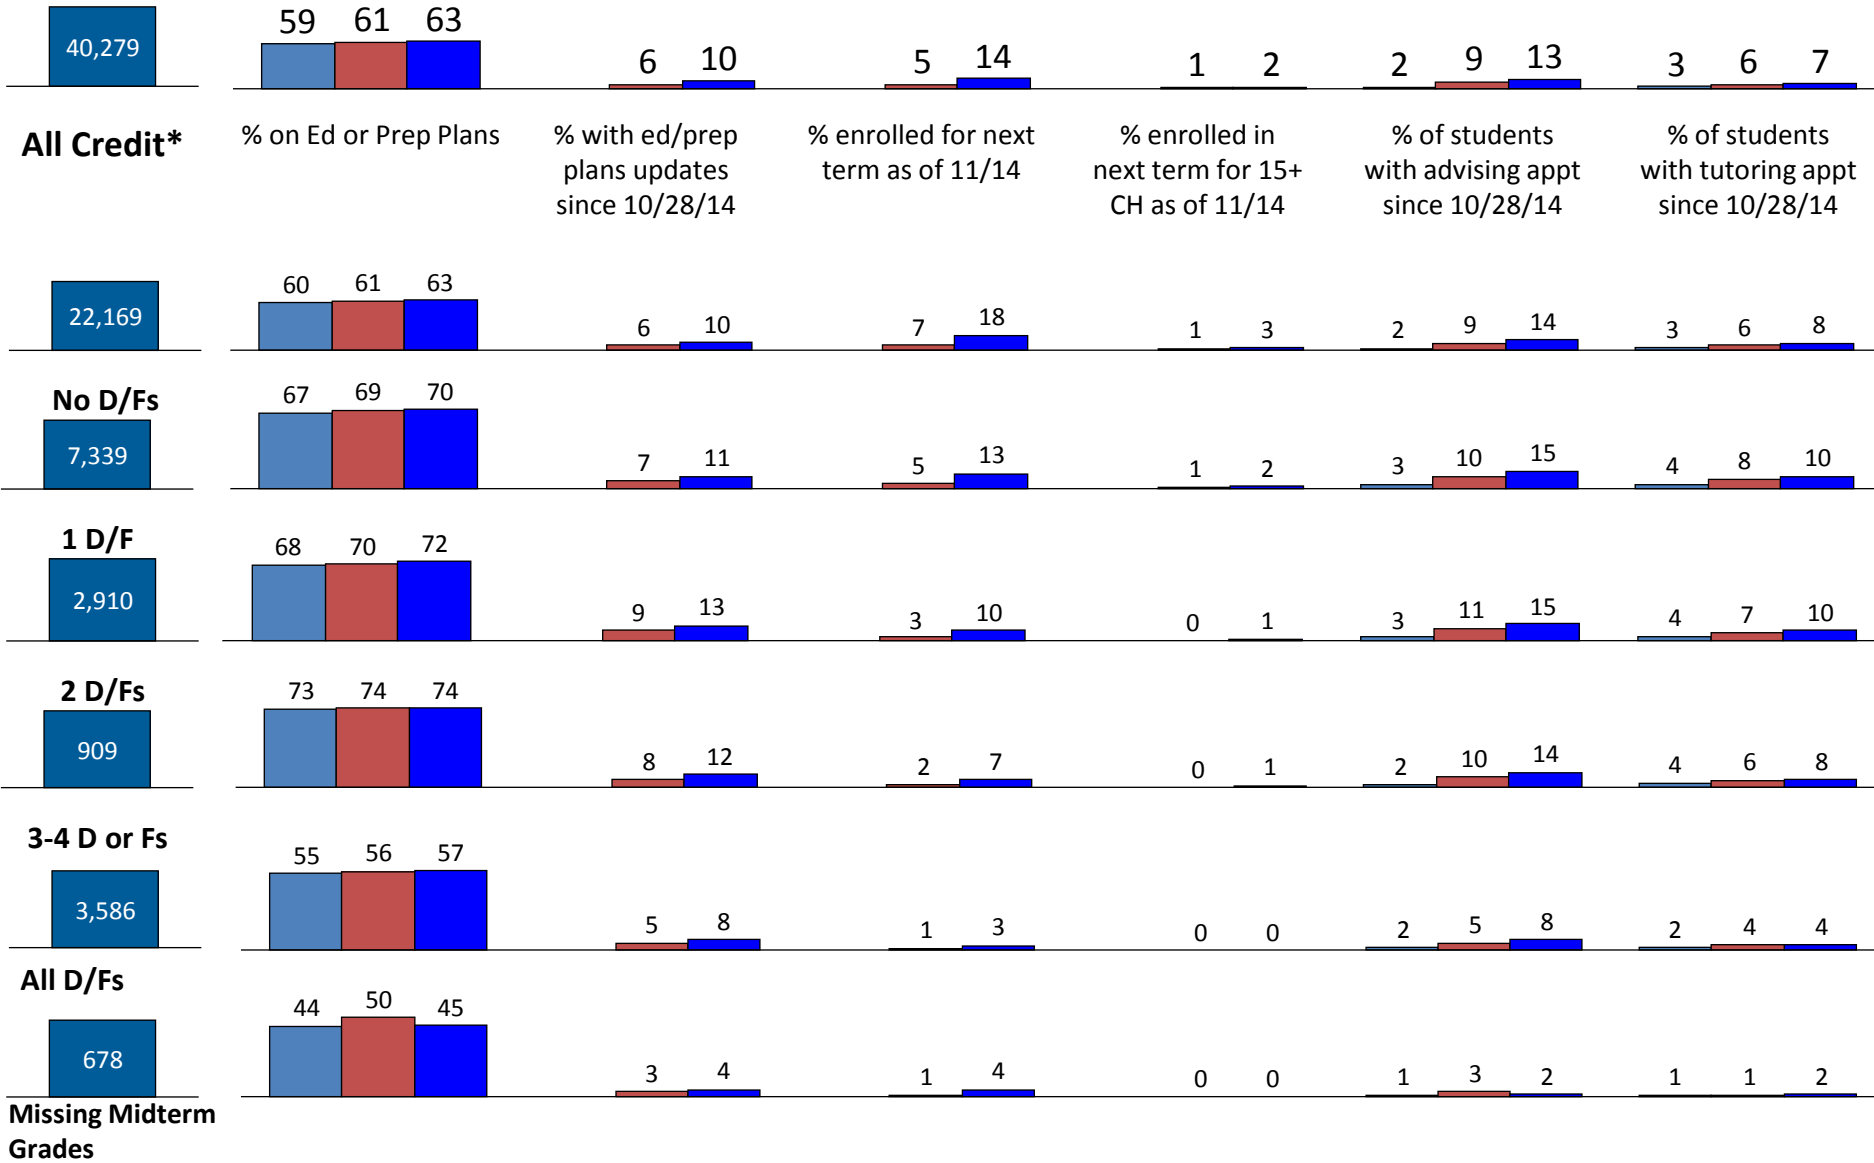 40,279
59 61 63
6 10
5 14
1 2
2 9 13
3 6 7
All Credit*
% on Ed or Prep Plans
% with ed/prep
plans updates
since 10/28/14
% enrolled for next
term as of 11/14
% enrolled in
next term for 15+
CH as of 11/14
% of students
with advising appt
since 10/28/14
% of students
with tutoring appt
since 10/28/14
22,169
60 61 63
6 10
7 18
1 3
2 9 14
3 6 8
No D/Fs
7,339
67 69 70
7 11
5 13
1 2
3 10 15
4 8 10
1 D/F
2,910
68 70 72
9 13
3 10
0 1
3 11 15
4 7 10
2 D/Fs
909
73 74 74
8 12
2 7
0 1
2 10 14
4 6 8
3-4 D or Fs
3,586
55 56 57
5 8
1 3
0 0
2 5 8
2 4 4
All D/Fs
678
44 50 45
3 4
1 4
0 0
1 3 2
1 1 2
Missing Midterm
Grades